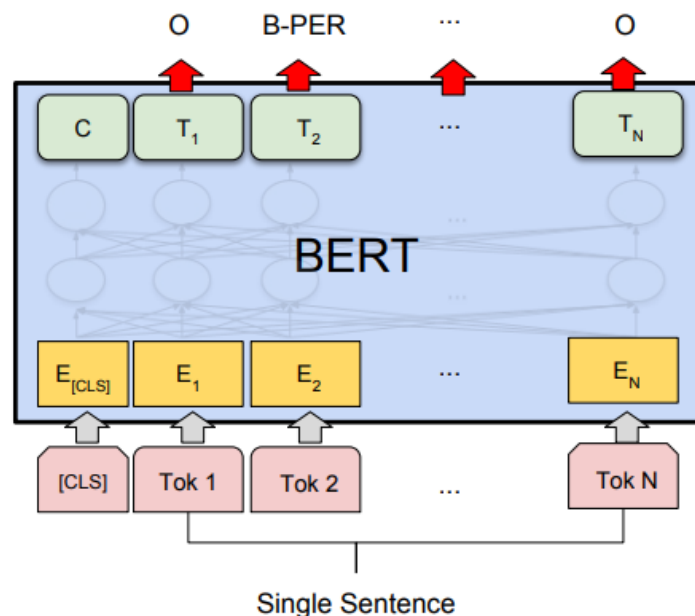 O B-PER ... O
C T1 T2 ... TN
...
BERT
...
E[CLS] E1 E2 ... EN
[CLS] Tok 1 Tok 2 ... Tok N
Single Sentence